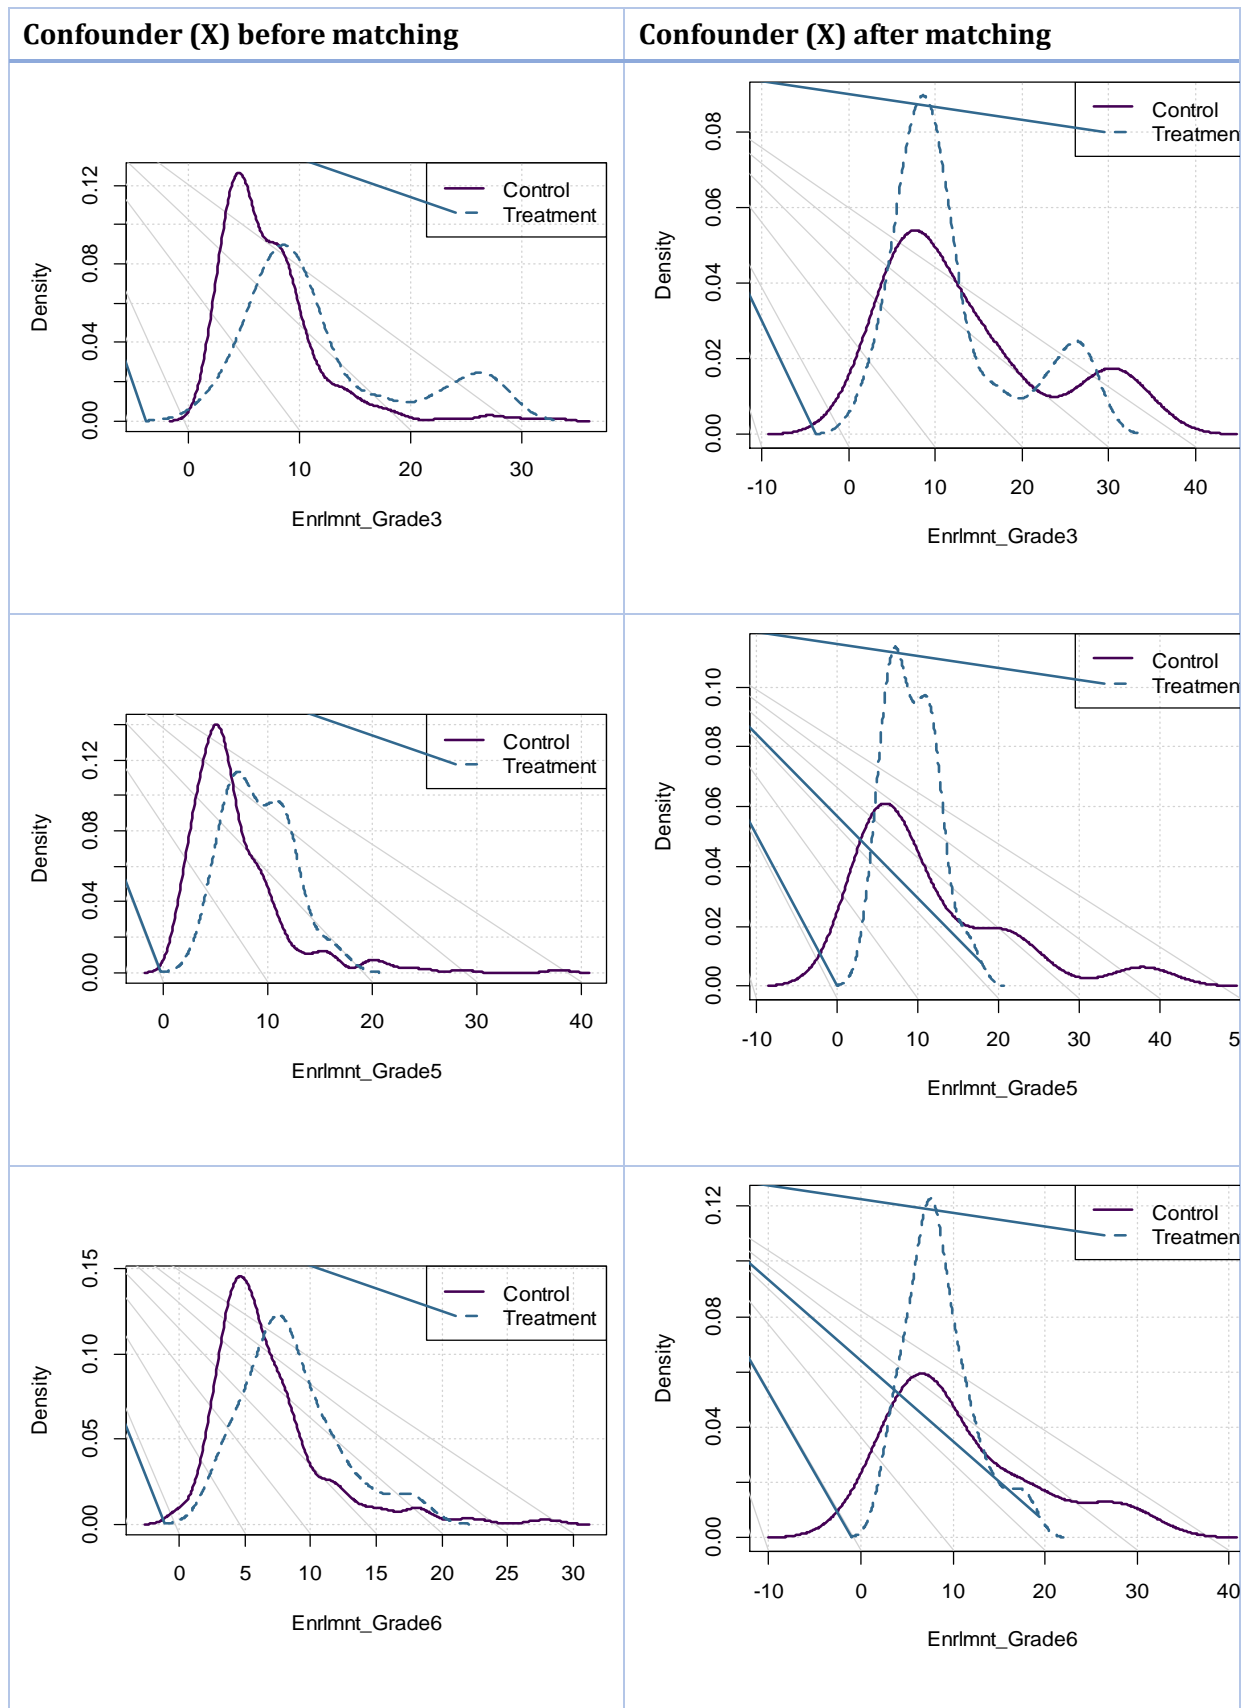 Confounder (X) before matching
Confounder (X) after matching
Control
Treatment
Density
0.00
0.04
0.08
0.12
0
10
20
30
Enrlmnt_Grade3
Control
Treatmen
Density
0.00
0.02
0.04
0.06
0.08
-10
0
10
20
30
40
Enrlmnt_Grade3
Control
Treatment
Density
0.00
0.04
0.08
0.12
0
10
20
30
40
Enrlmnt_Grade5
Control
Treatmen
Density
0.00
0.02
0.04
0.06
0.08
0.10
-10
0
10
20
30
40
5
Enrlmnt_Grade5
Control
Treatment
Density
0.00
0.05
0.10
0.15
0
5
10
15
20
25
30
Enrlmnt_Grade6
Control
Treatmen
Density
0.00
0.04
0.08
0.12
-10
0
10
20
30
40
Enrlmnt_Grade6